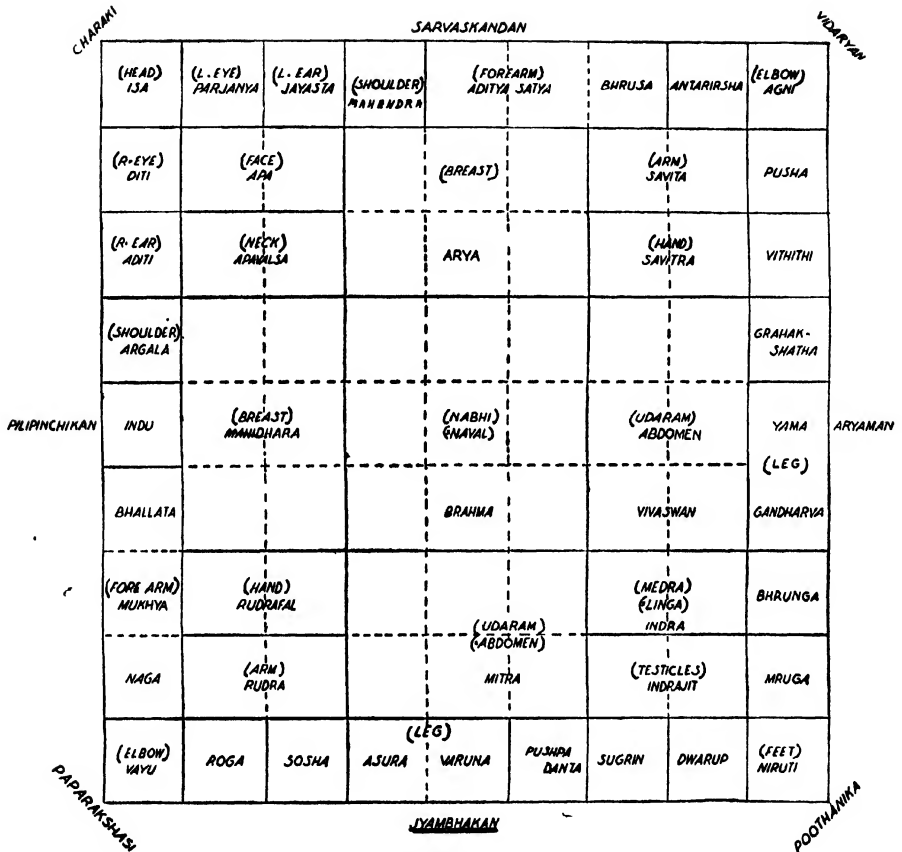 CHARAKI
SARVASKANDAN
VIDARYAN
(HEAD)
ISA
(L. EYE)
PARJANYA
(L. EAR)
JAYASTA
(SHOULDER)
MAHENDRA
(FOREARM)
ADITYA SATYA
BHRUSA
ANTARIRSHA
(ELBOW)
AGNI
(R-EYE)
DITI
(FACE)
APA
(BREAST)
(ARM)
SAVITA
PUSHA
(R. EAR)
ADITI
(NECK)
APAVALSA
ARYA
(HAND)
SAVITRA
VITHITHI
(SHOULDER)
ARGALA
GRAHAK-
SHATHA
PILIPINCHIKAN
INDU
(BREAST)
MAHIDHARA
(NABHI)
(=NAVAL)
(UDARAM)
ABDOMEN
YAMA
ARYAMAN
(LEG)
BHALLATA
BRAHMA
VIVASWAN
GANDHARVA
(FORE ARM)
MUKHYA
(HAND)
RUDRAFAL
(MEDRA)
(=LINGA)
INDRA
BHRUNGA
(UDARAM)
(=ABDOMEN)
NAGA
(ARM)
RUDRA
MITRA
(TESTICLES)
INDRAJIT
MRUGA
(LEG)
(ELBOW)
VAYU
ROGA
SOSHA
ASURA
VARUNA
PUSHPA
DANTA
SUGRIN
DWARUP
(FEET)
NIRUTI
PAPARAKSHASI
JYAMBHAKAN
POOTHANIKA